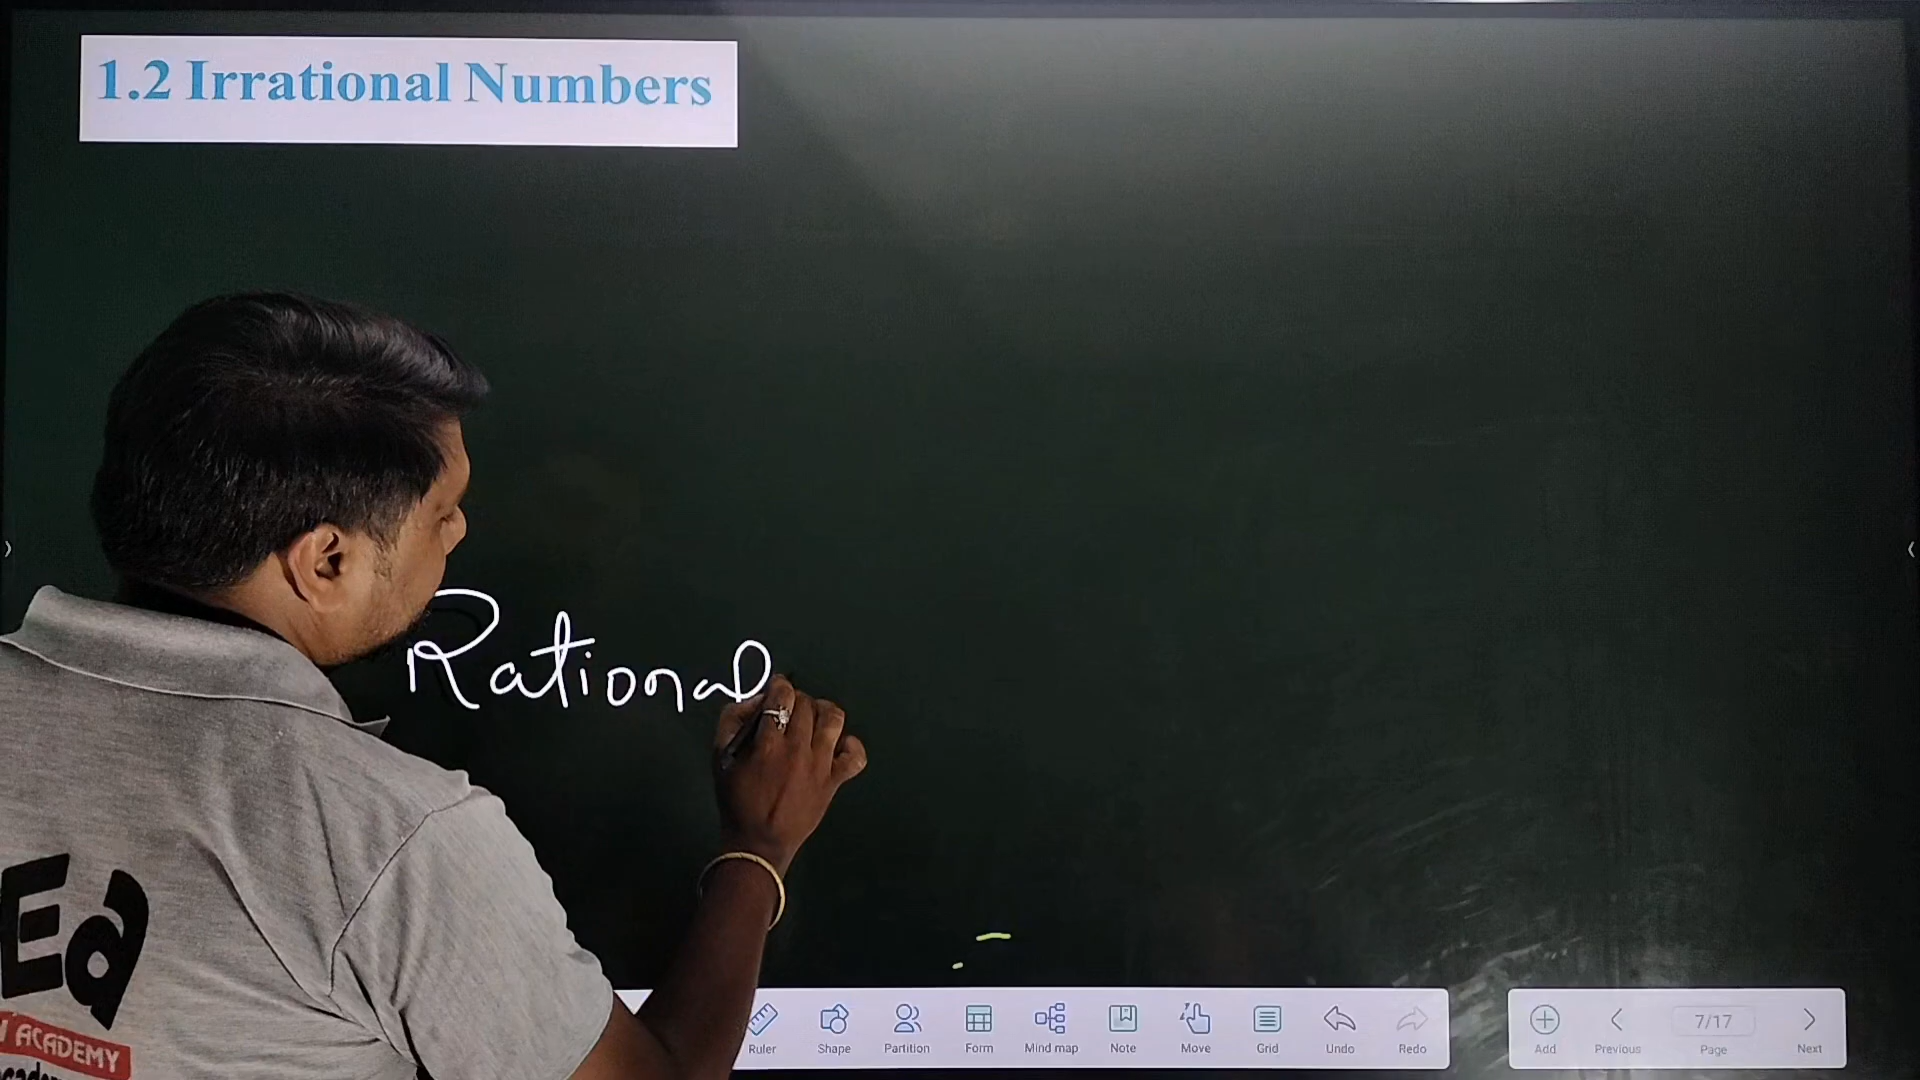 1.2 Irrational Numbers
Rational
Ed
ACADEMY
Ruler Shape Partition Form Mind map Note Move Grid Undo Redo
Add Previous 7/17 Page Next